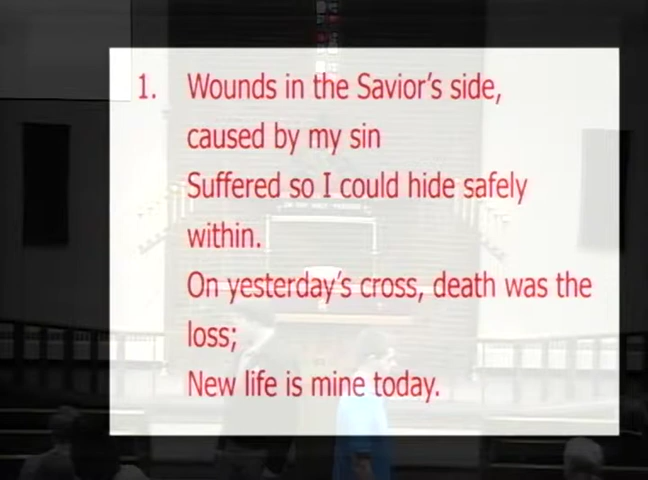 1. Wounds in the Savior's side,
caused by my sin
Suffered so I could hide safely
within.
On yesterday's cross, death was the
loss;
New life is mine today.